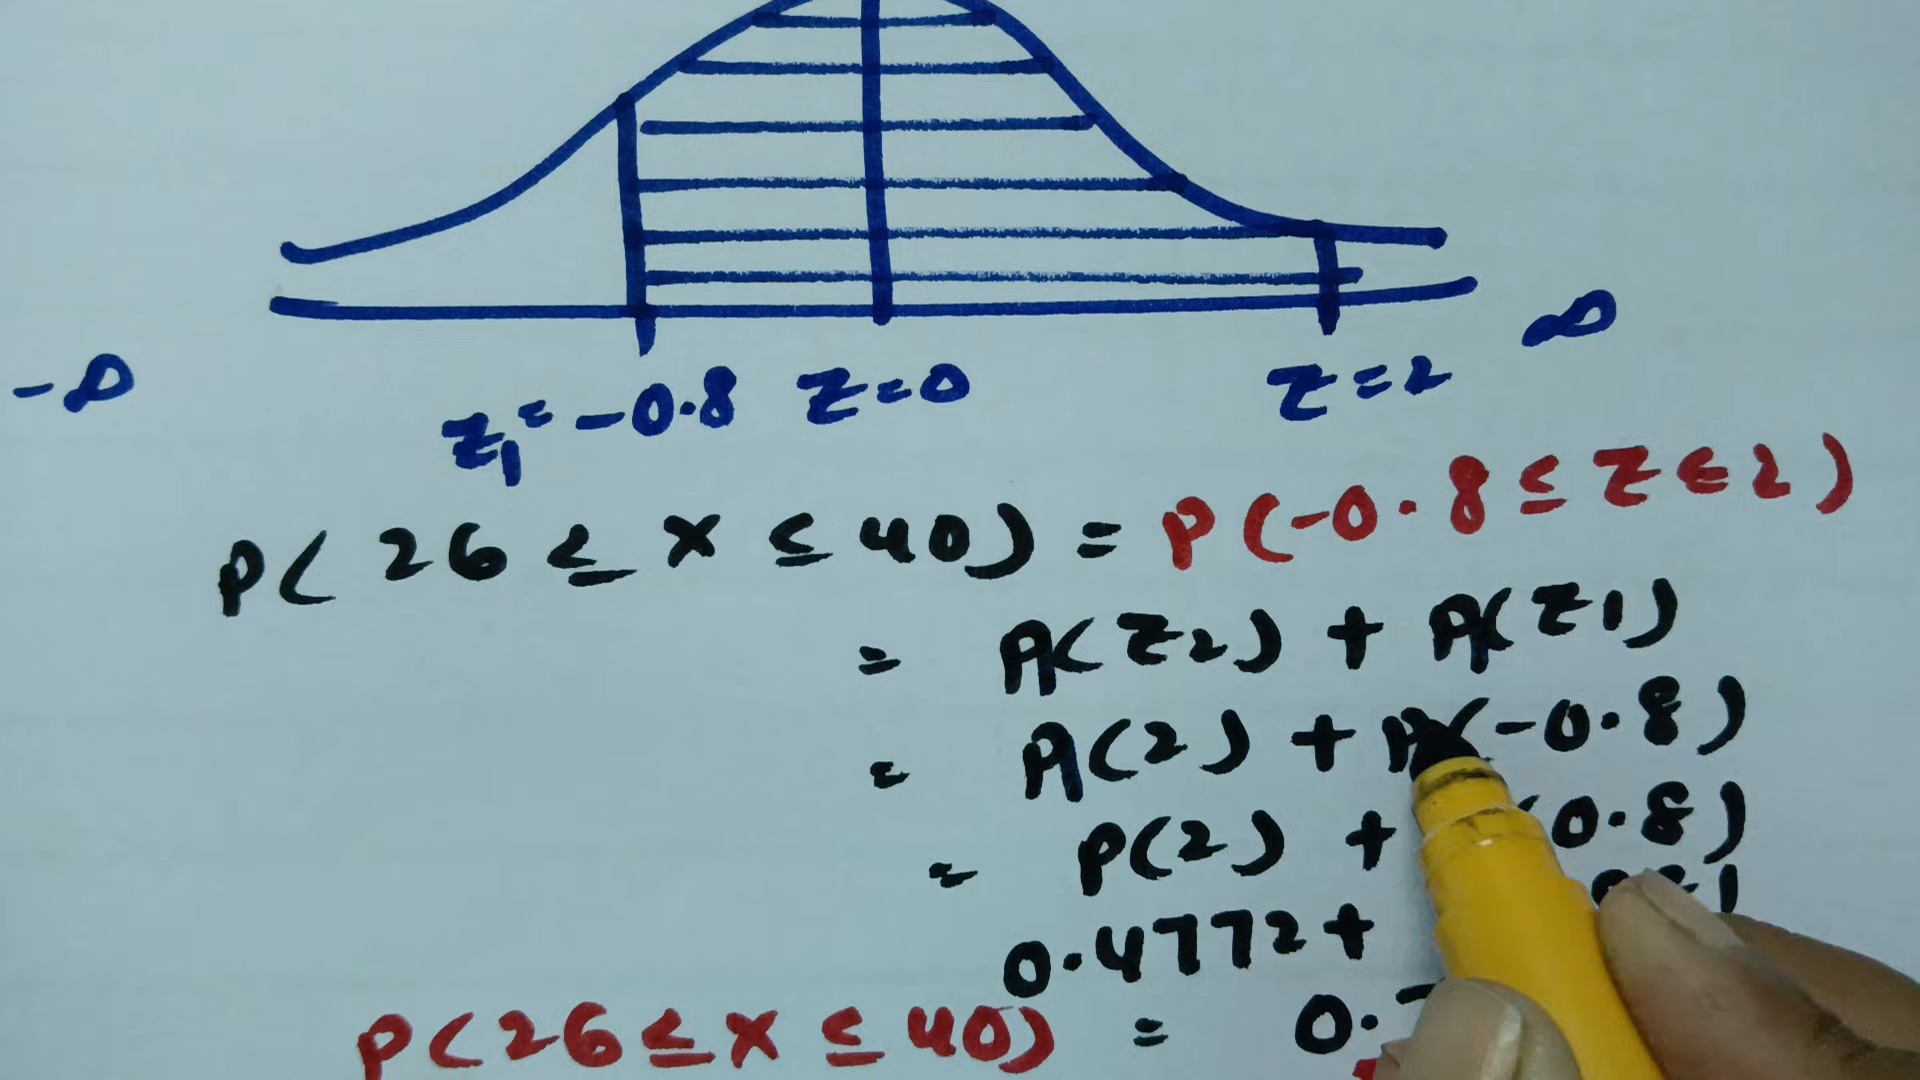 -∞
∞
z₁ = -0.8 z=0 z=2
P( 26 ≤ x ≤ 40) = P(-0.8 ≤ z ≤ 2)
= A(z2) + A(z1)
= A(2) + A(-0.8)
= P(2) + (0.8)
0.4772+
P(26 ≤ x ≤ 40) = 0.7